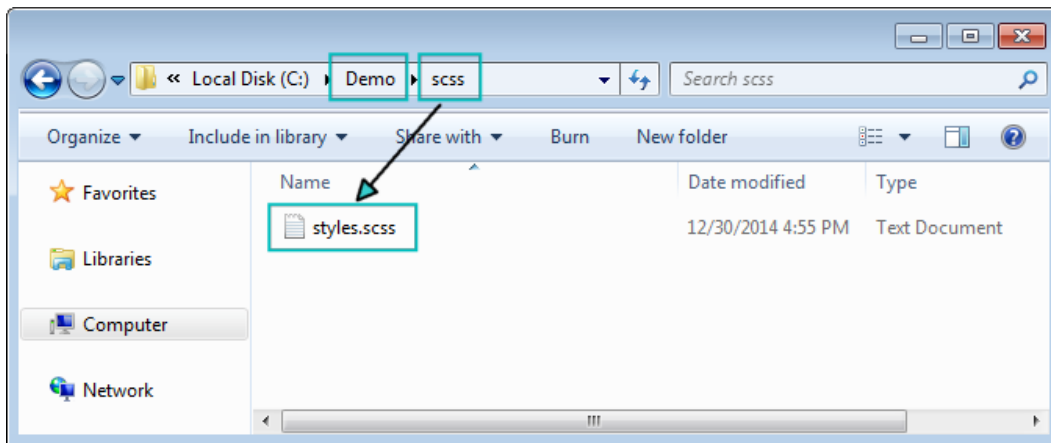 « Local Disk (C:) Demo scss Search scss
Organize Include in library Share with Burn New folder
Favorites Name Date modified Type
styles.scss 12/30/2014 4:55 PM Text Document
Libraries
Computer
Network